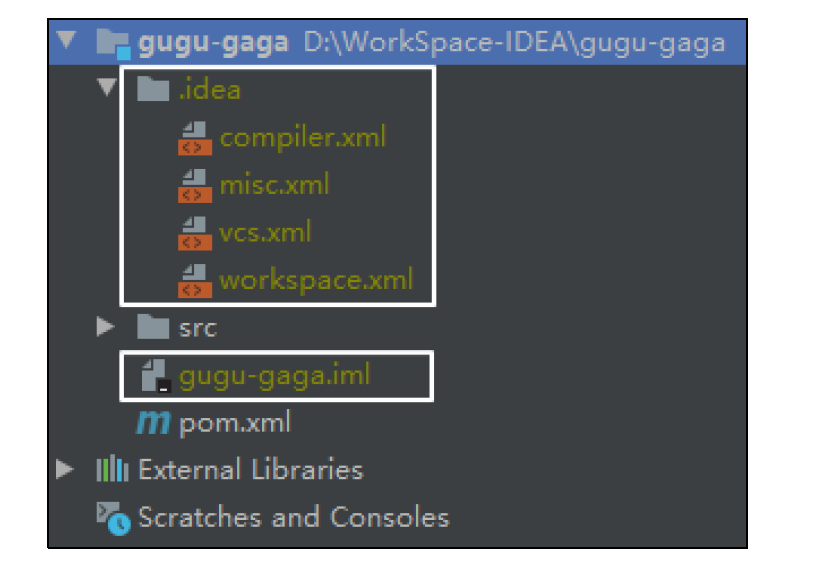 gugu-gaga D:\WorkSpace-IDEA\gugu-gaga
.idea
compiler.xml
misc.xml
vcs.xml
workspace.xml
src
gugu-gaga.iml
pom.xml
External Libraries
Scratches and Consoles